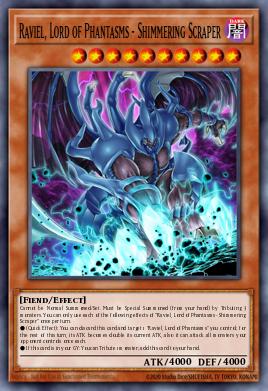 Raviel, Lord of Phantasms - Shimmering Scraper
DARK
闇
[Fiend/Effect]
Cannot be Normal Summoned/Set. Must be Special Summoned (from your hand) by Tributing 3
monsters. You can only use each of the following effects of "Raviel, Lord of Phantasms - Shimmering
Scraper" once per turn.
●(Quick Effect): You can discard this card and target 1 "Raviel, Lord of Phantasms" you control; for
the rest of this turn, its ATK becomes double its current ATK, also it can attack all monsters your
opponent controls once each.
●If this card is in your GY: You can Tribute 1 monster; add this card to your hand.
ATK/4000 DEF/4000
©2020 Studio Dice/SHUEISHA, TV TOKYO, KONAMI